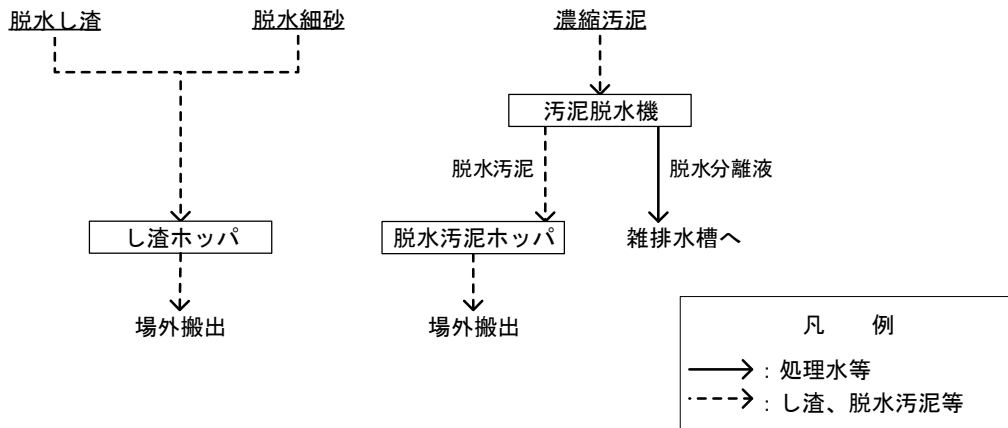 脱水し渣
脱水細砂
濃縮汚泥
汚泥脱水機
脱水汚泥
脱水分離液
し渣ホッパ
脱水汚泥ホッパ
雑排水槽へ
場外搬出
場外搬出
凡　例
：処理水等
：し渣、脱水汚泥等